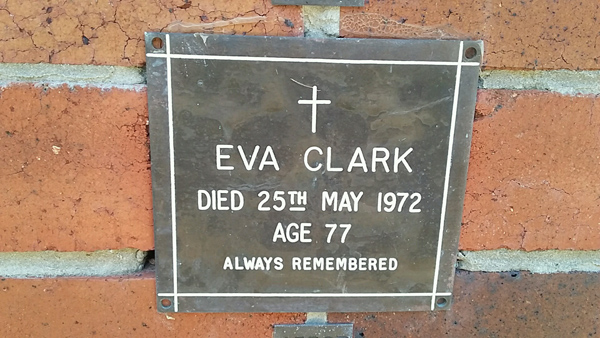 EVA CLARK
DIED 25TH MAY 1972
AGE 77
ALWAYS REMEMBERED